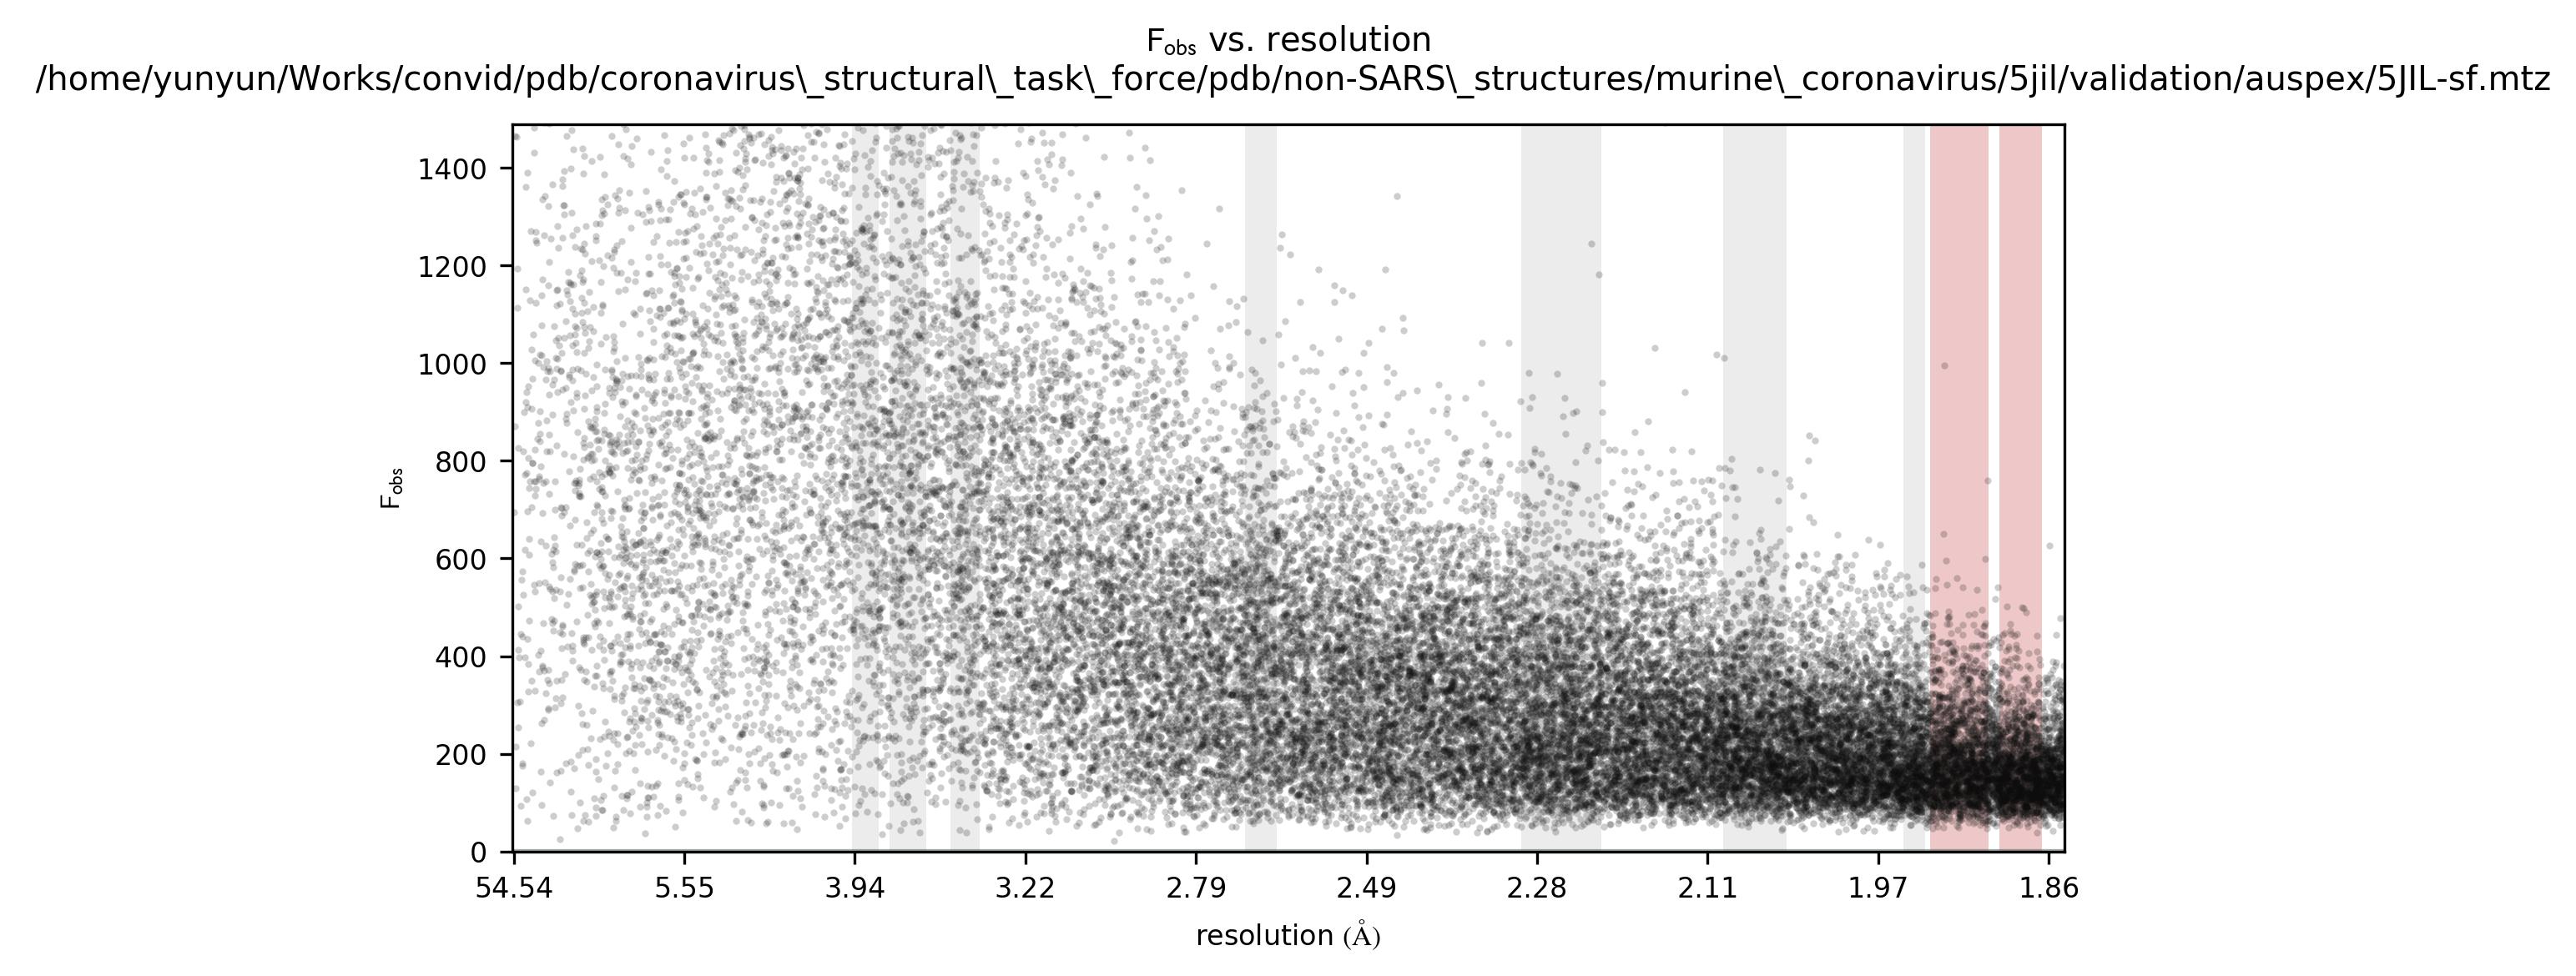 F_obs vs. resolution
/home/yunyun/Works/convid/pdb/coronavirus\_structural\_task\_force/pdb/non-SARS\_structures/murine\_coronavirus/5jil/validation/auspex/5JIL-sf.mtz
1400
1200
1000
800
600
400
200
0
F_obs
54.54 5.55 3.94 3.22 2.79 2.49 2.28 2.11 1.97 1.86
resolution (Å)